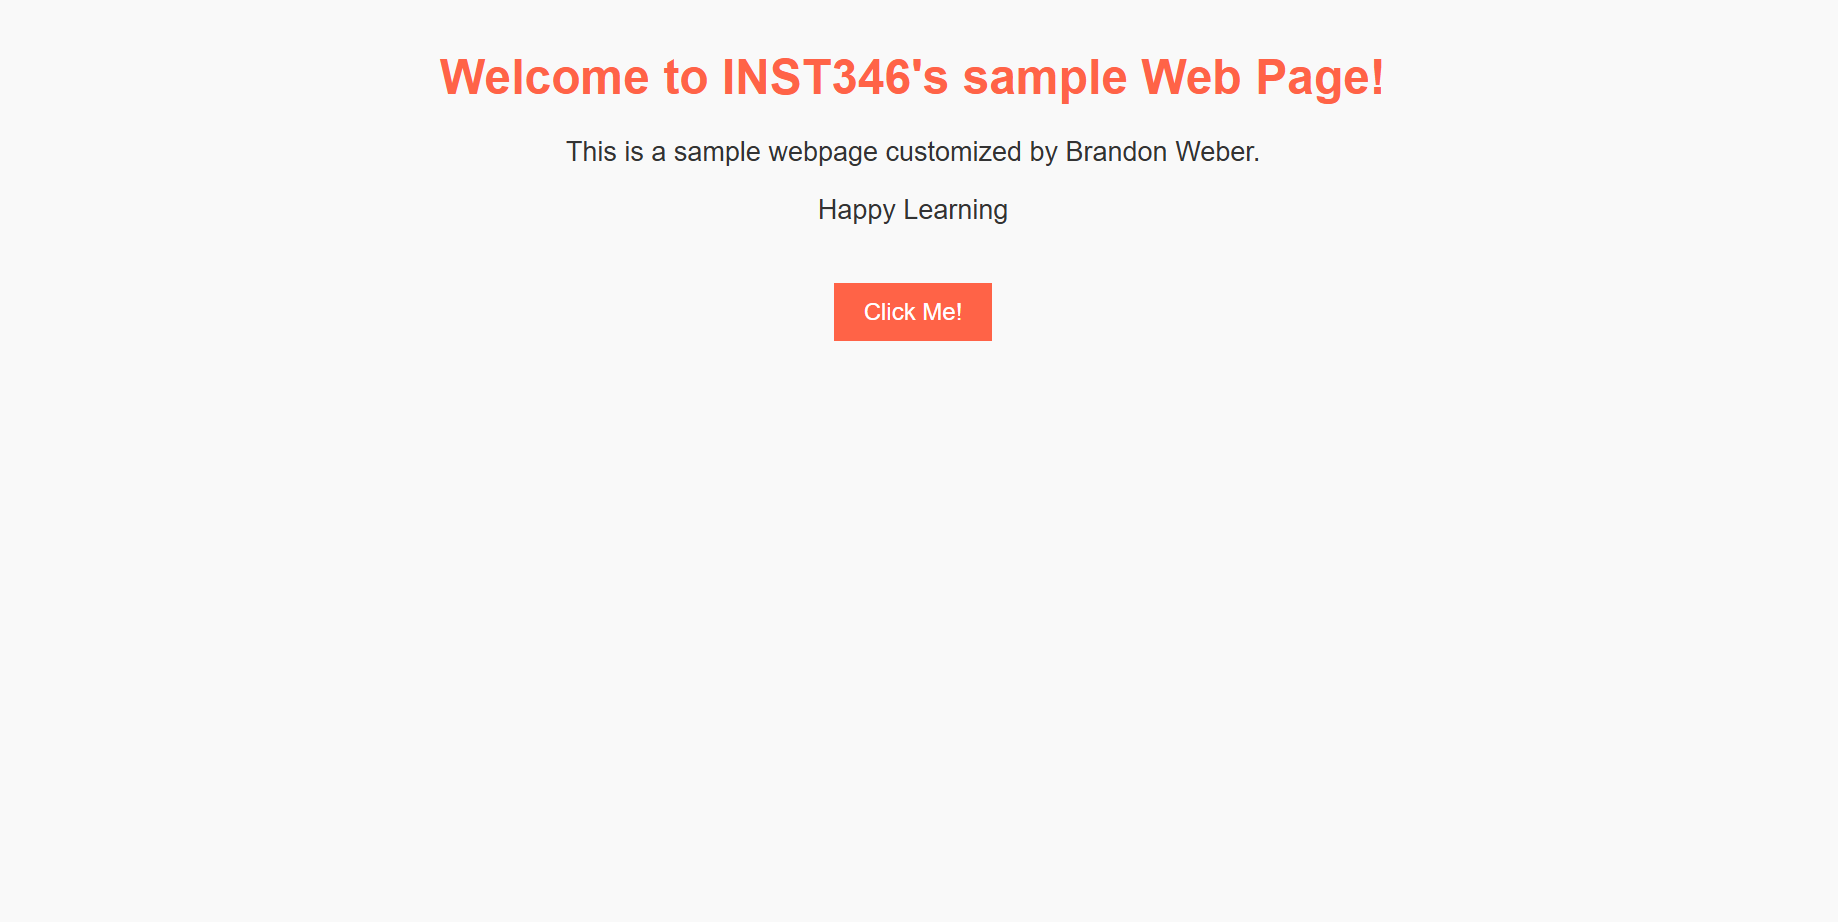 Welcome to INST346's sample Web Page!
This is a sample webpage customized by Brandon Weber.
Happy Learning
Click Me!